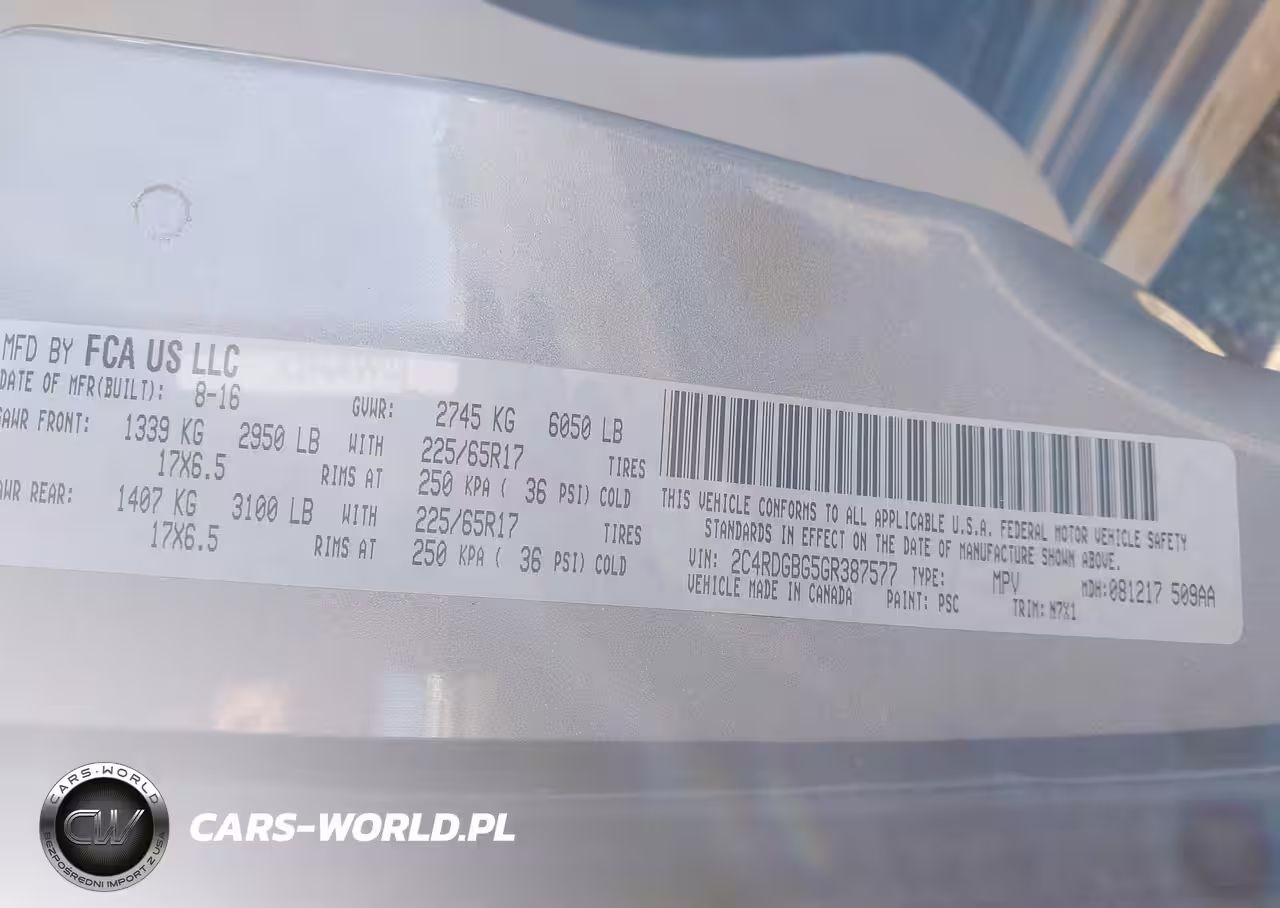 MFD BY FCA US LLC
DATE OF MFR(BUILT): 8-16 GVWR: 2745 KG 6050 LB
GAWR FRONT: 1339 KG 2950 LB WITH 225/65R17 TIRES
17X6.5 RIMS AT 250 KPA ( 36 PSI) COLD
AWR REAR: 1407 KG 3100 LB WITH 225/65R17 TIRES
17X6.5 RIMS AT 250 KPA ( 36 PSI) COLD
THIS VEHICLE CONFORMS TO ALL APPLICABLE U.S.A. FEDERAL MOTOR VEHICLE SAFETY
STANDARDS IN EFFECT ON THE DATE OF MANUFACTURE SHOWN ABOVE.
VIN: 2C4RDGBG5GR387577 TYPE: MPV MDH:081217 509AA
VEHICLE MADE IN CANADA PAINT: PSC TRIM: N7X1
CARS-WORLD
CW
BEZPOŚREDNI IMPORT Z USA
CARS-WORLD.PL